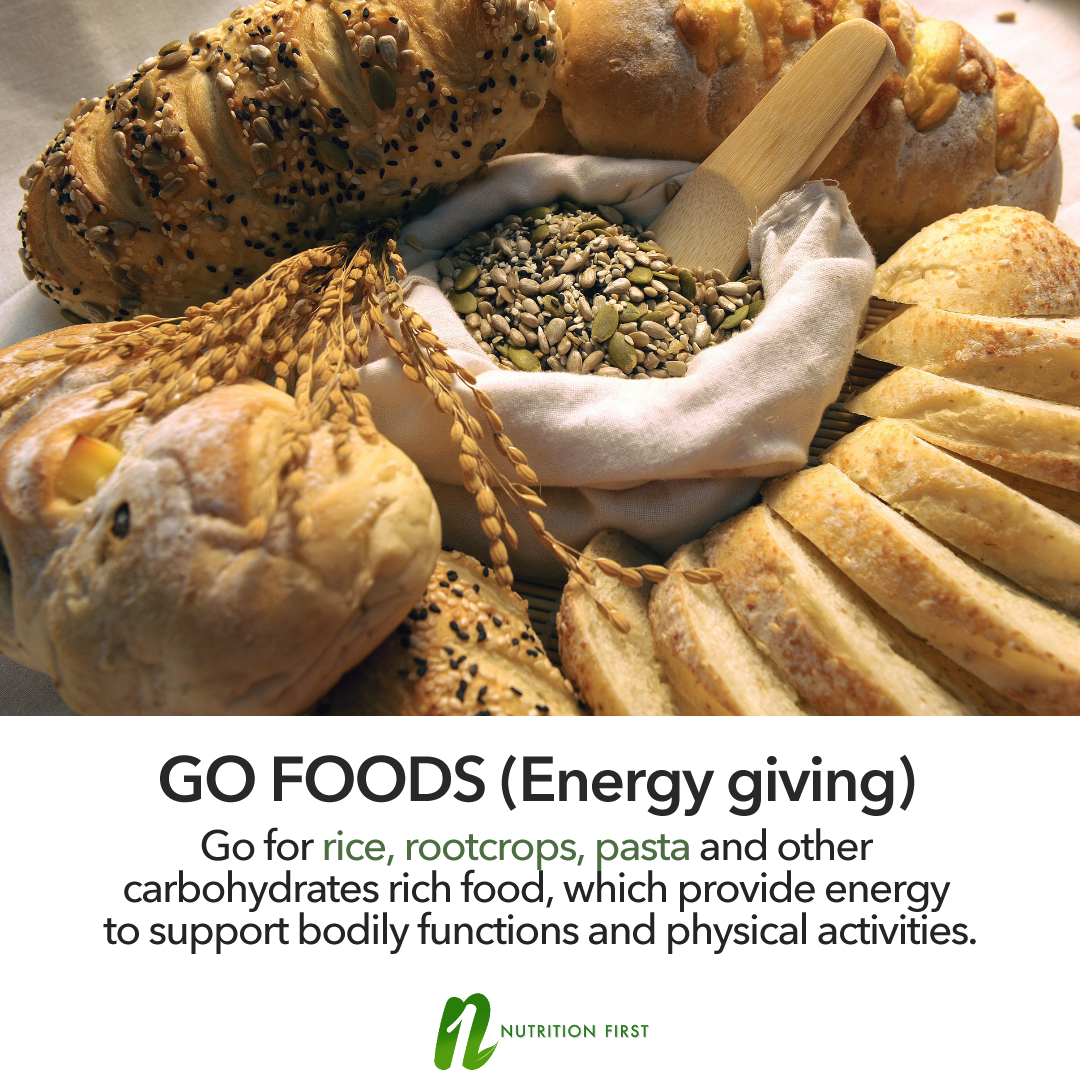 GO FOODS (Energy giving)
Go for rice, rootcrops, pasta and other
carbohydrates rich food, which provide energy
to support bodily functions and physical activities.
NUTRITION FIRST